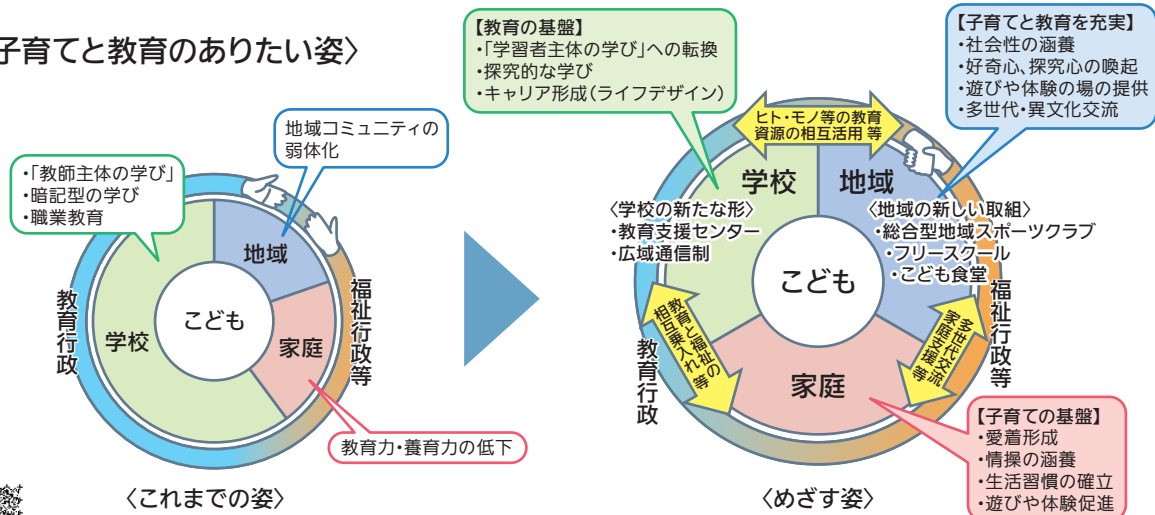 子育てと教育のありたい姿〉
・「教師主体の学び」
・暗記型の学び
・職業教育
地域コミュニティの
弱体化
地域
こども
学校
家庭
教育行政
福祉行政等
教育力・養育力の低下
〈これまでの姿〉
【教育の基盤】
・「学習者主体の学び」への転換
・探究的な学び
・キャリア形成（ライフデザイン）
【子育てと教育を充実】
・社会性の涵養
・好奇心、探究心の喚起
・遊びや体験の場の提供
・多世代・異文化交流
ヒト・モノ等の教育
資源の相互活用 等
学校
地域
〈学校の新たな形〉
・教育支援センター
・広域通信制
〈地域の新しい取組〉
・総合型地域スポーツクラブ
・フリースクール
・こども食堂
こども
教育と福祉の
相互乗入れ等
多世代交流
家庭支援等
教育行政
福祉行政等
家庭
【子育ての基盤】
・愛着形成
・情操の涵養
・生活習慣の確立
・遊びや体験促進
〈めざす姿〉